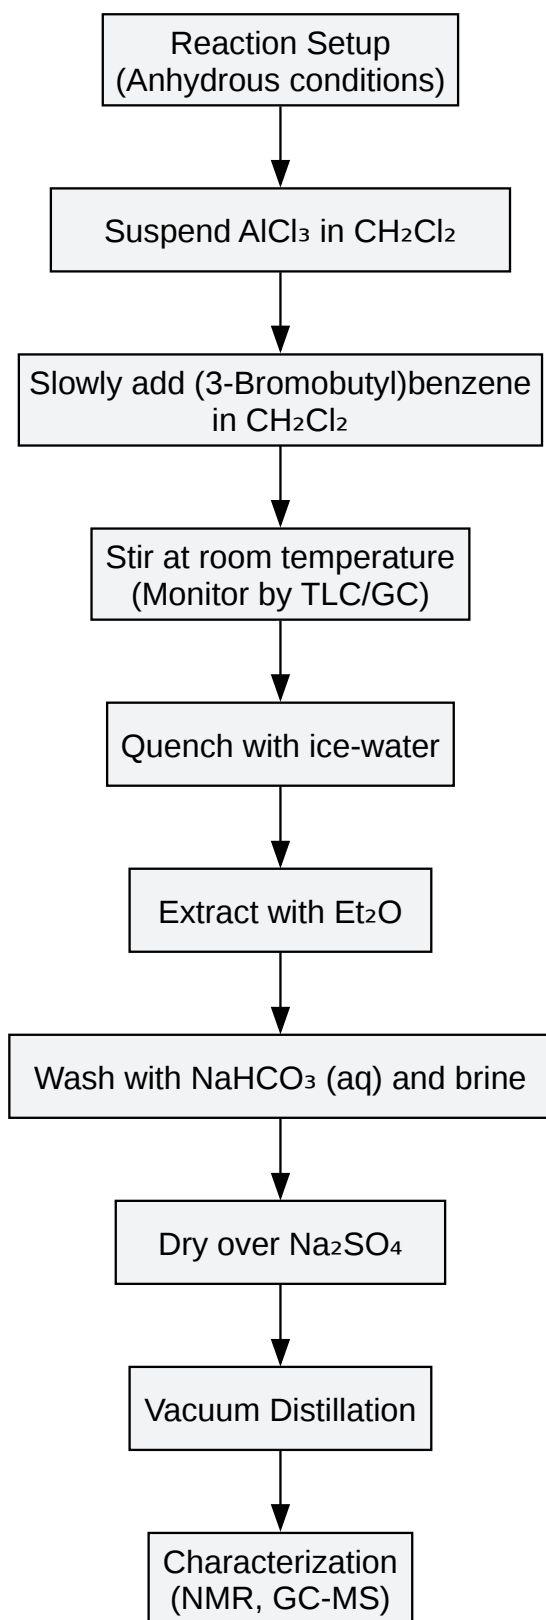 Reaction Setup
(Anhydrous conditions)
Suspend AlCl₃ in CH₂Cl₂
Slowly add (3-Bromobutyl)benzene
in CH₂Cl₂
Stir at room temperature
(Monitor by TLC/GC)
Quench with ice-water
Extract with Et₂O
Wash with NaHCO₃ (aq) and brine
Dry over Na₂SO₄
Vacuum Distillation
Characterization
(NMR, GC-MS)